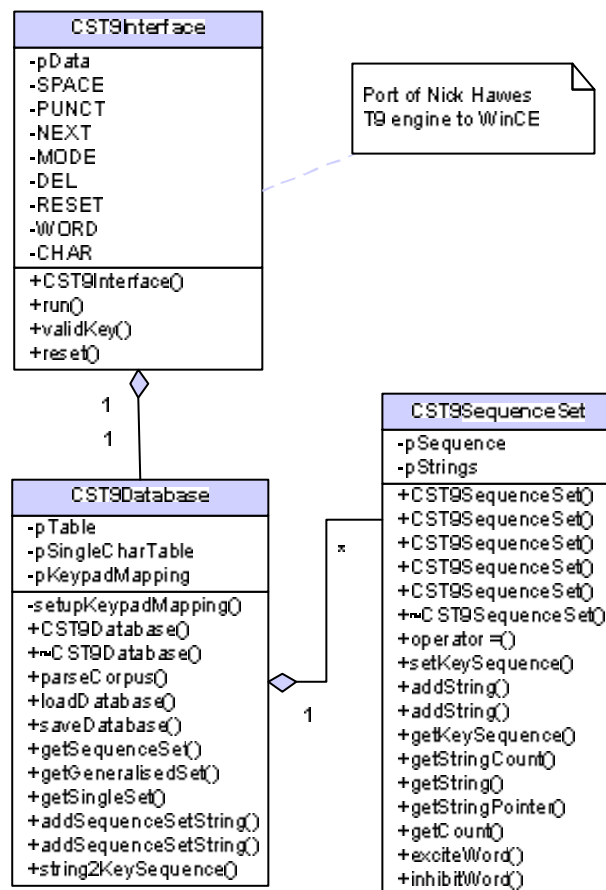 CST9Interface
-pData
-SPACE
-PUNCT
-NEXT
-MODE
-DEL
-RESET
-WORD
-CHAR
+CST9Interface()
+run()
+validKey()
+reset()
Port of Nick Hawes
T9 engine to WinCE
1
1
CST9Database
-pTable
-pSingleCharTable
-pKeypadMapping
-setupKeypadMapping()
+CST9Database()
+~CST9Database()
+parseCorpus()
+loadDatabase()
+saveDatabase()
+getSequenceSet()
+getGeneralisedSet()
+getSingleSet()
+addSequenceSetString()
+addSequenceSetString()
+string2KeySequence()
*
1
CST9SequenceSet
-pSequence
-pStrings
+CST9SequenceSet()
+CST9SequenceSet()
+CST9SequenceSet()
+CST9SequenceSet()
+CST9SequenceSet()
+~CST9SequenceSet()
+operator =()
+setKeySequence()
+addString()
+addString()
+getKeySequence()
+getStringCount()
+getString()
+getStringPointer()
+getCount()
+exciteWord()
+inhibitWord()